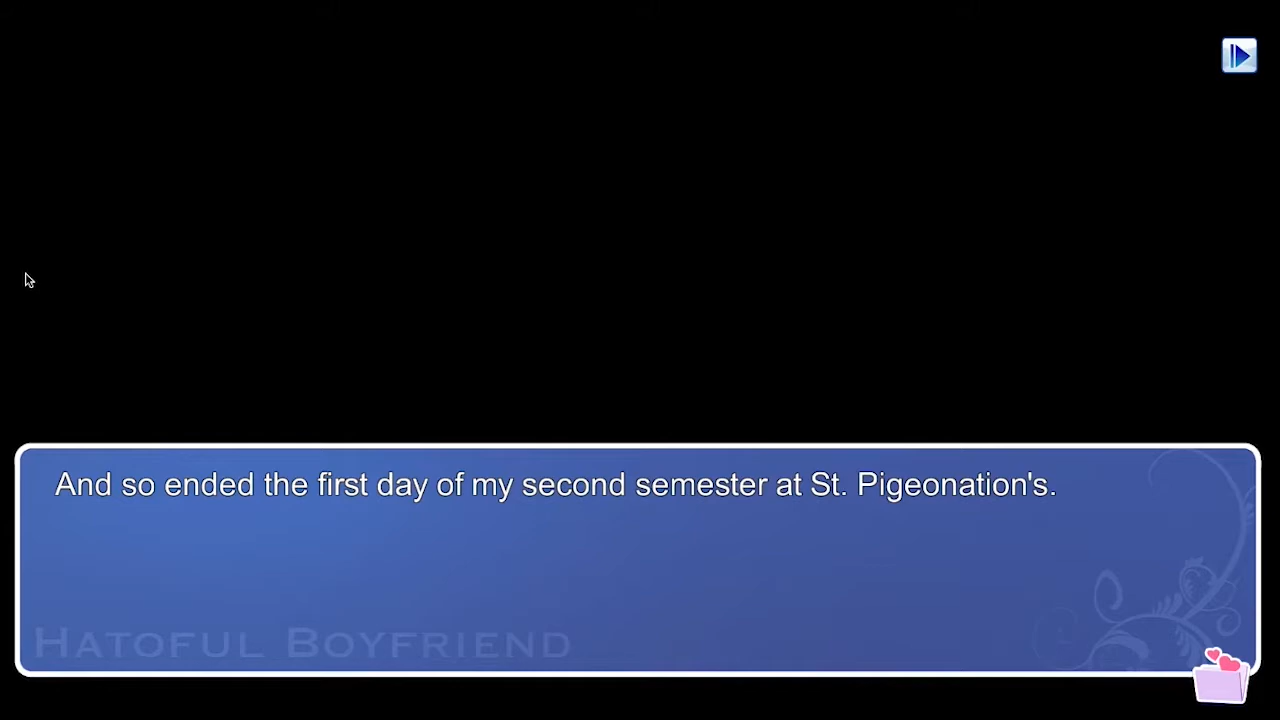 And so ended the first day of my second semester at St. Pigeonation's.
HATOFUL BOYFRIEND